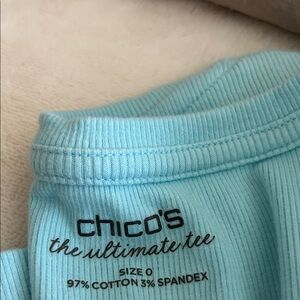 chico's
the ultimate tee
SIZE 0
97% COTTON 3% SPANDEX